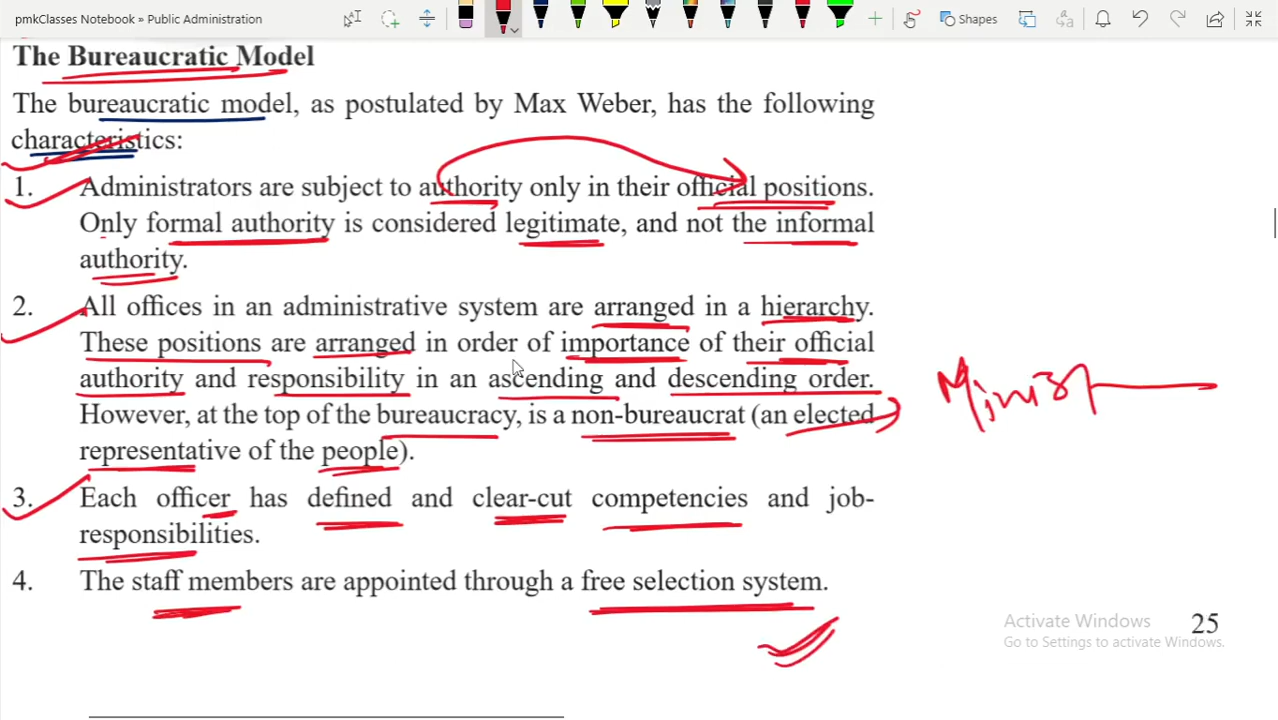 pmkClasses Notebook » Public Administration
Shapes
The Bureaucratic Model
The bureaucratic model, as postulated by Max Weber, has the following
characteristics:
1. Administrators are subject to authority only in their official positions.
Only formal authority is considered legitimate, and not the informal
authority.
2. All offices in an administrative system are arranged in a hierarchy.
These positions are arranged in order of importance of their official
authority and responsibility in an ascending and descending order.
However, at the top of the bureaucracy, is a non-bureaucrat (an elected
representative of the people).
3. Each officer has defined and clear-cut competencies and job-
responsibilities.
4. The staff members are appointed through a free selection system.
Activate Windows
Go to Settings to activate Windows.
25